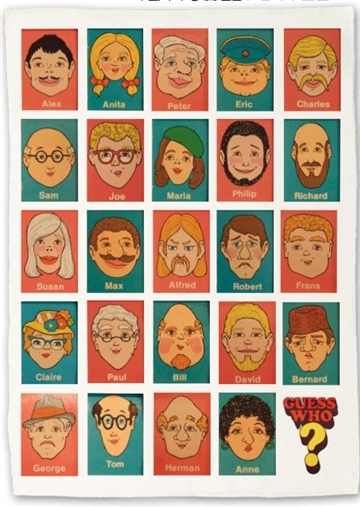 Alex
Anita
Peter
Eric
Charles
Sam
Joe
Maria
Philip
Richard
Susan
Max
Alfred
Robert
Frans
Claire
Paul
Bill
David
Bernard
George
Tom
Herman
Anne
GUESS
WHO
?